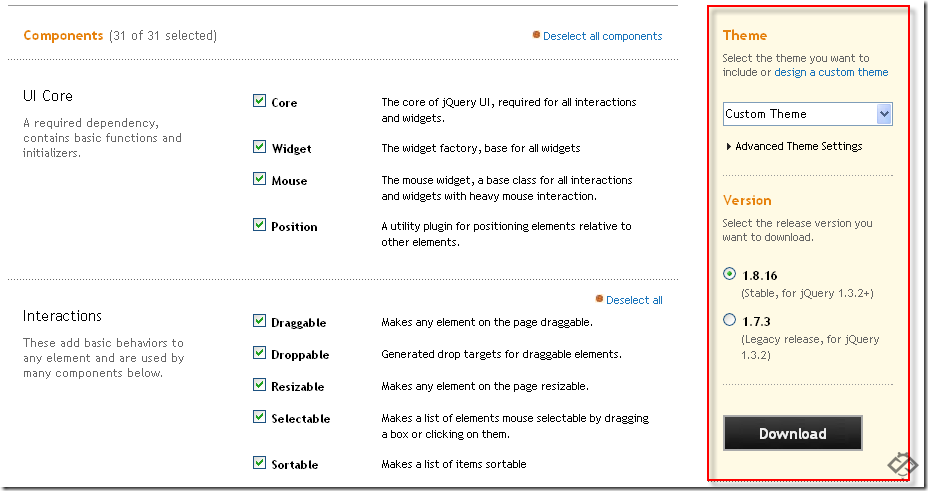 Components (31 of 31 selected)
Deselect all components
UI Core
A required dependency,
contains basic functions and
initializers.
Core
The core of jQuery UI, required for all interactions
and widgets.
Widget
The widget factory, base for all widgets
Mouse
The mouse widget, a base class for all interactions
and widgets with heavy mouse interaction.
Position
A utility plugin for positioning elements relative to
other elements.
Deselect all
Interactions
These add basic behaviors to
any element and are used by
many components below.
Draggable
Makes any element on the page draggable.
Droppable
Generated drop targets for draggable elements.
Resizable
Makes any element on the page resizable.
Selectable
Makes a list of elements mouse selectable by dragging
a box or clicking on them.
Sortable
Makes a list of items sortable
Theme
Select the theme you want to
include or design a custom theme
Custom Theme
Advanced Theme Settings
Version
Select the release version you
want to download.
1.8.16
(Stable, for jQuery 1.3.2+)
1.7.3
(Legacy release, for jQuery
1.3.2)
Download